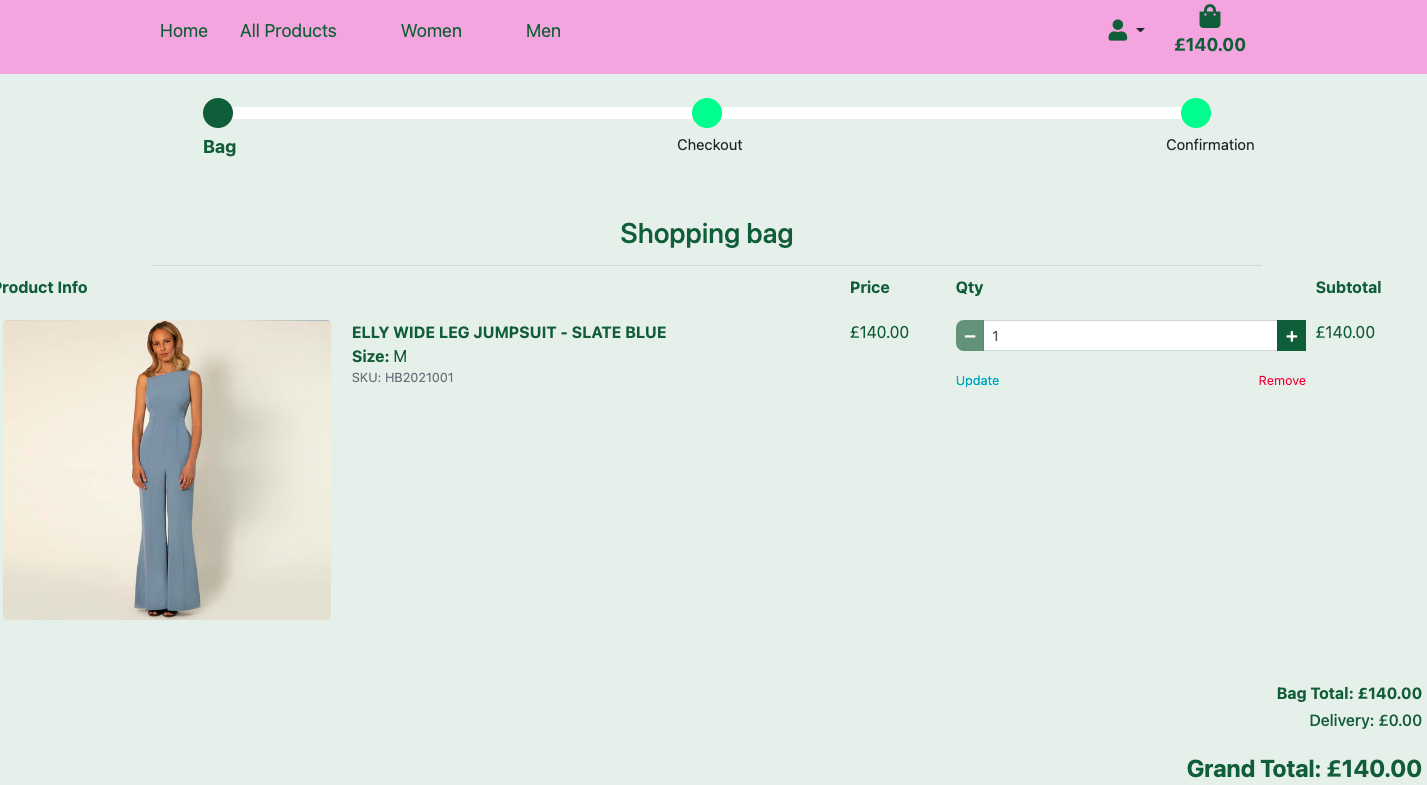 Home All Products Women Men
£140.00
Bag Checkout Confirmation
Shopping bag
Product Info Price Qty Subtotal
ELLY WIDE LEG JUMPSUIT - SLATE BLUE £140.00 1 £140.00
Size: M
SKU: HB2021001
Update Remove
Bag Total: £140.00
Delivery: £0.00
Grand Total: £140.00